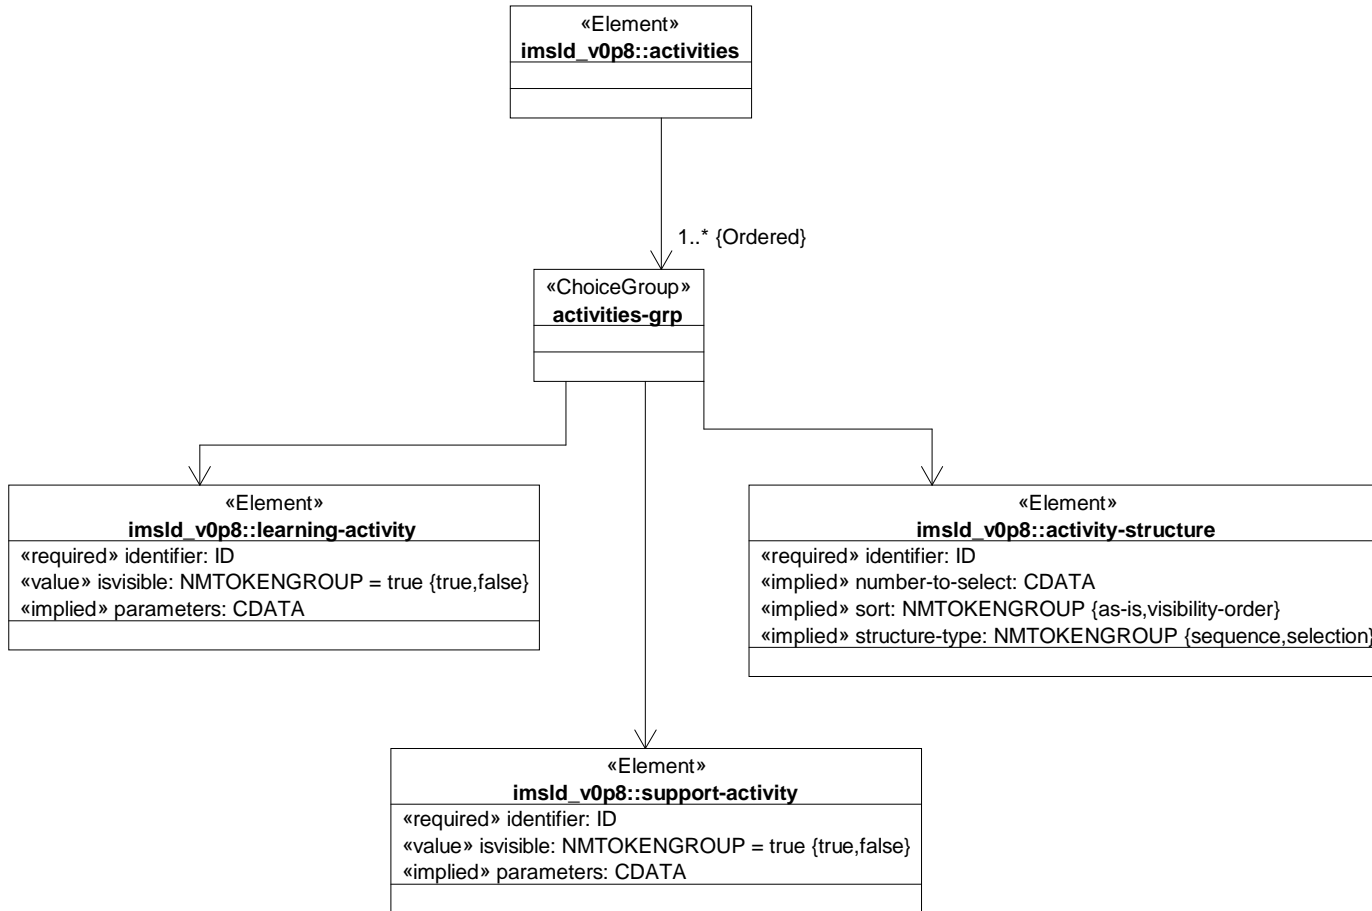 «Element»
imsld_v0p8::activities
1..* {Ordered}
«ChoiceGroup»
activities-grp
«Element»
imsld_v0p8::learning-activity
«required» identifier: ID
«value» isvisible: NMTOKENGROUP = true {true,false}
«implied» parameters: CDATA
«Element»
imsld_v0p8::activity-structure
«required» identifier: ID
«implied» number-to-select: CDATA
«implied» sort: NMTOKENGROUP {as-is,visibility-order}
«implied» structure-type: NMTOKENGROUP {sequence,selection}
«Element»
imsld_v0p8::support-activity
«required» identifier: ID
«value» isvisible: NMTOKENGROUP = true {true,false}
«implied» parameters: CDATA